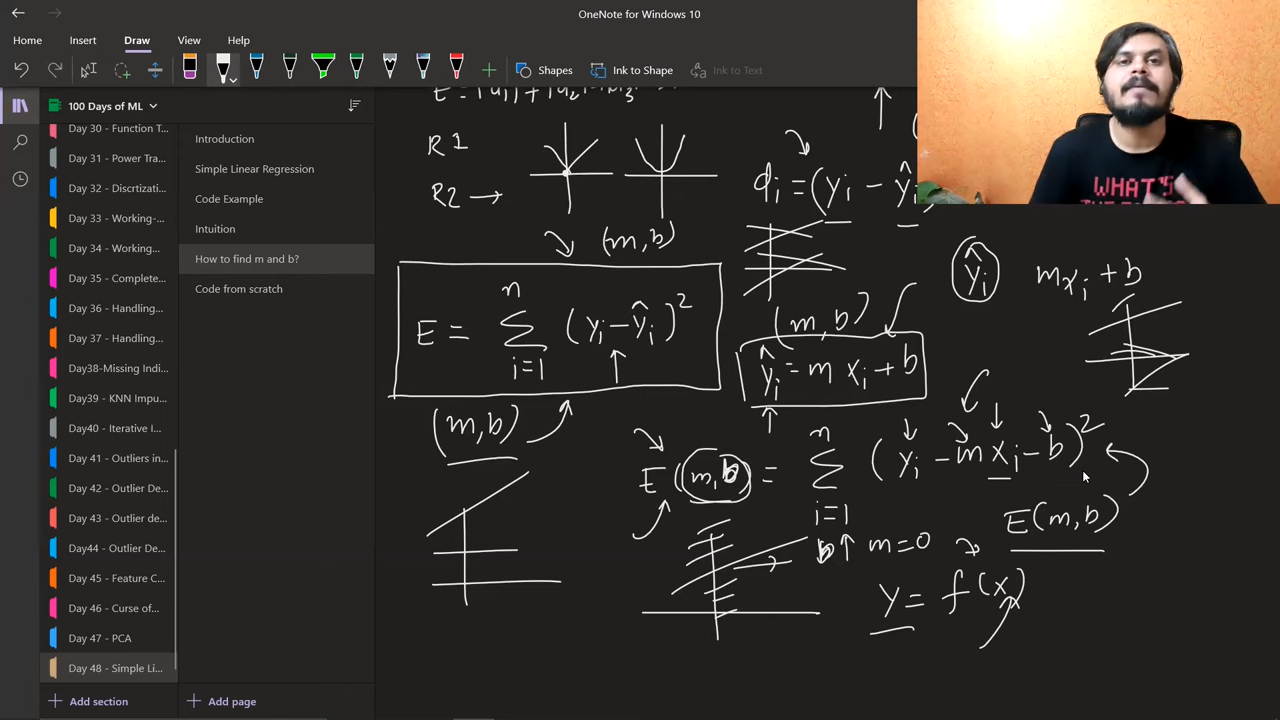 OneNote for Windows 10
Home
Insert
Draw
View
Help
Shapes
Ink to Shape
Ink to Text
100 Days of ML
Day 30 - Function T...
Day 31 - Power Tra...
Day 32 - Discrtizati...
Day 33 - Working-...
Day 34 - Working...
Day 35 - Complete...
Day 36 - Handling...
Day 37 - Handling...
Day38-Missing Indi...
Day39 - KNN Impu...
Day40 - Iterative I...
Day 41 - Outliers in...
Day 42 - Outlier De...
Day 43 - Outlier de...
Day44 - Outlier De...
Day 45 - Feature C...
Day 46 - Curse of...
Day 47 - PCA
Day 48 - Simple Li...
Add section
Introduction
Simple Linear Regression
Code Example
Intuition
How to find m and b?
Code from scratch
Add page
R1
R2 →
(m,b)
E = n Σ i=1 (yi - ŷi)²
(m,b)
di = (yi - ŷi
ŷi
mxi + b
(m,b)
ŷi = m xi + b
E(m,b) = n Σ i=1 (yi - mxi - b)²
b↑ m=0
E(m,b)
y = f(x)
WHAT'S